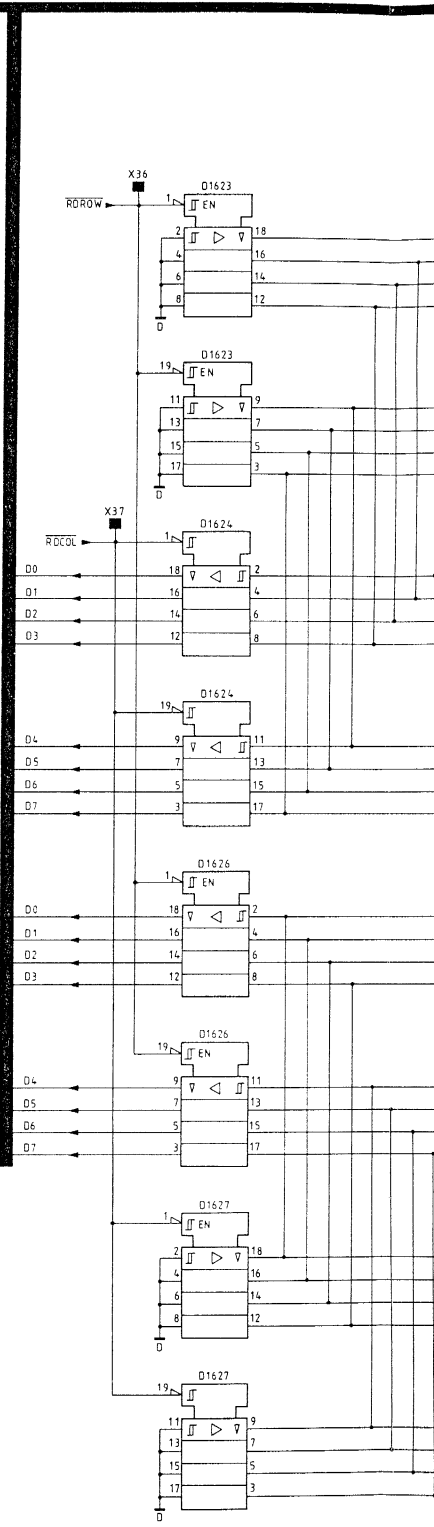 X36
D1623
RDROW 1 EN
2 18
4 16
6 14
8 12
D
D1623
19 EN
11 9
13 7
15 5
17 3
D
X37
D1624
RDCOL 1
D0 18 2
D1 16 4
D2 14 6
D3 12 8
D1624
19
D4 9 11
D5 7 13
D6 5 15
D7 3 17
D1626
1 EN
D0 18 2
D1 16 4
D2 14 6
D3 12 8
D1626
19 EN
D4 9 11
D5 7 13
D6 5 15
D7 3 17
D1627
1 EN
2 18
4 16
6 14
8 12
D
D1627
19
11 9
13 7
15 5
17 3
D